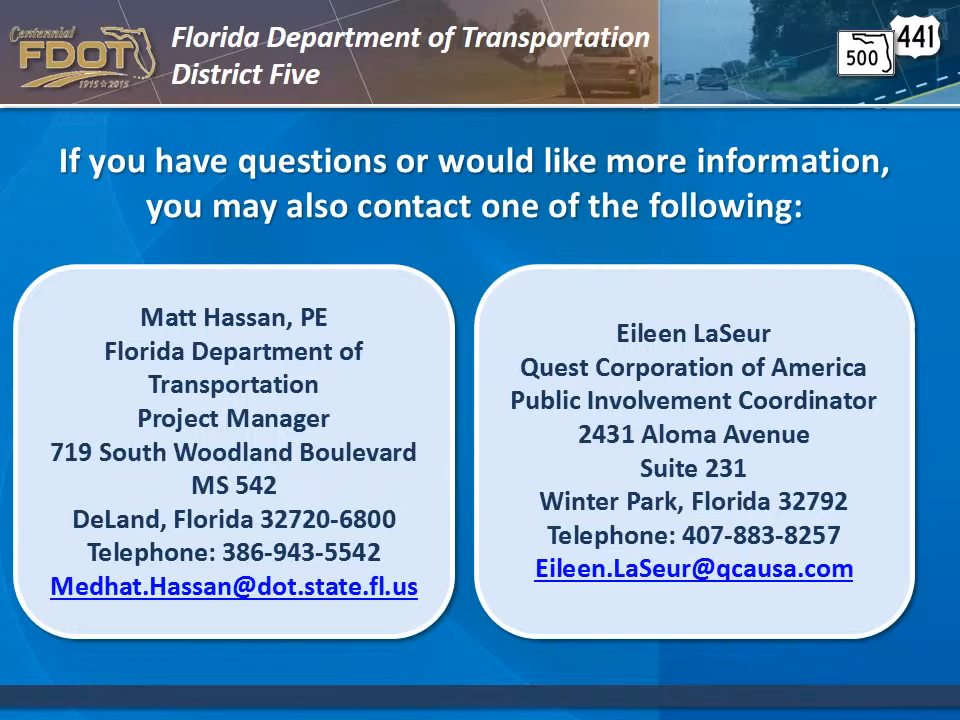 Centennial
FDOT
1915 ☆ 2015
Florida Department of Transportation
District Five
500
441
If you have questions or would like more information,
you may also contact one of the following:
Matt Hassan, PE
Florida Department of
Transportation
Project Manager
719 South Woodland Boulevard
MS 542
DeLand, Florida 32720-6800
Telephone: 386-943-5542
Medhat.Hassan@dot.state.fl.us
Eileen LaSeur
Quest Corporation of America
Public Involvement Coordinator
2431 Aloma Avenue
Suite 231
Winter Park, Florida 32792
Telephone: 407-883-8257
Eileen.LaSeur@qcausa.com